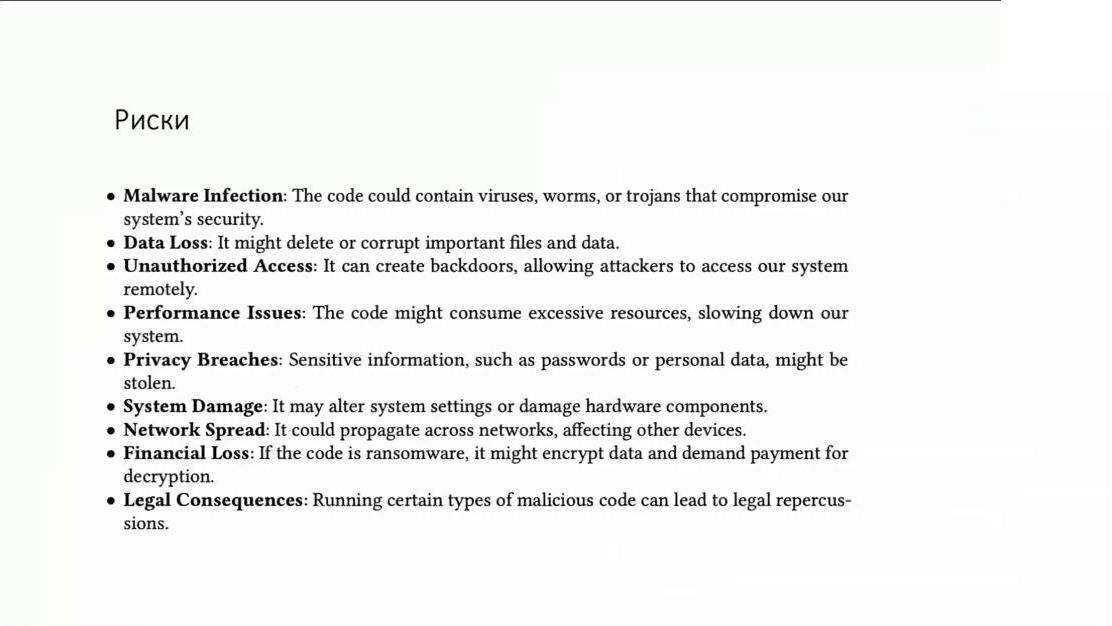 Риски
• Malware Infection: The code could contain viruses, worms, or trojans that compromise our
system's security.
• Data Loss: It might delete or corrupt important files and data.
• Unauthorized Access: It can create backdoors, allowing attackers to access our system
remotely.
• Performance Issues: The code might consume excessive resources, slowing down our
system.
• Privacy Breaches: Sensitive information, such as passwords or personal data, might be
stolen.
• System Damage: It may alter system settings or damage hardware components.
• Network Spread: It could propagate across networks, affecting other devices.
• Financial Loss: If the code is ransomware, it might encrypt data and demand payment for
decryption.
• Legal Consequences: Running certain types of malicious code can lead to legal repercus-
sions.